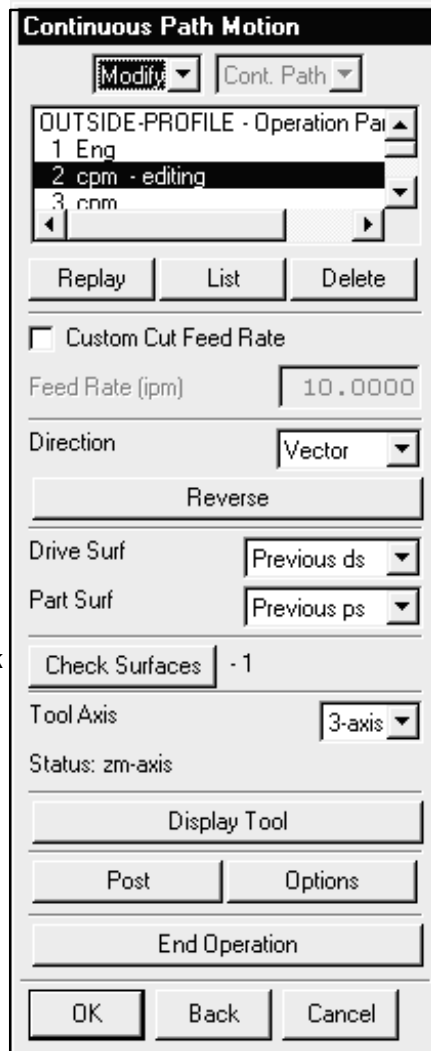 Continuous Path Motion
Modify Cont. Path
OUTSIDE-PROFILE - Operation Par
1 Eng
2 cpm - editing
3 cpm
Replay List Delete
Custom Cut Feed Rate
Feed Rate (ipm) 10.0000
Direction Vector
Reverse
Drive Surf Previous ds
Part Surf Previous ps
Check Surfaces - 1
Tool Axis 3-axis
Status: zm-axis
Display Tool
Post Options
End Operation
OK Back Cancel